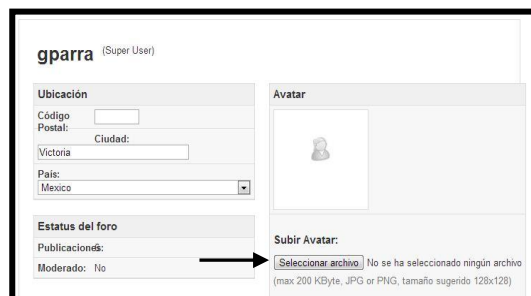 gparra (Super User)
Ubicación
Código
Postal:
Ciudad:
Victoria
País:
Mexico
Estatus del foro
Publicaciones: 6
Moderado: No
Avatar
Subir Avatar:
Seleccionar archivo No se ha seleccionado ningún archivo
(max 200 KByte, JPG or PNG, tamaño sugerido 128x128)